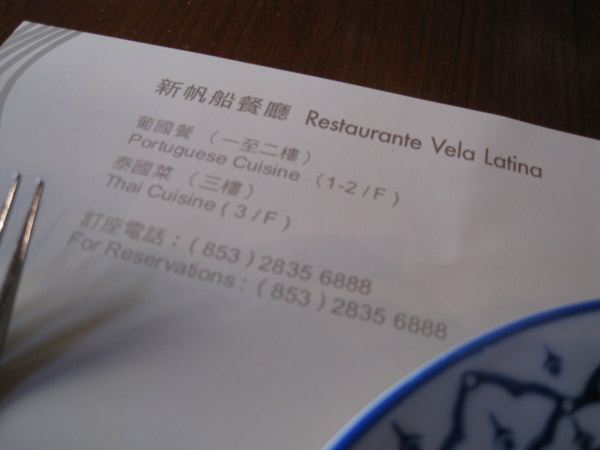 新帆船餐廳 Restaurante Vela Latina
葡國餐 （一至二樓）
Portuguese Cuisine （1-2 / F )
泰國菜 （三樓）
Thai Cuisine ( 3 / F )
訂座電話：( 853 ) 2835 6888
For Reservations : ( 853 ) 2835 6888